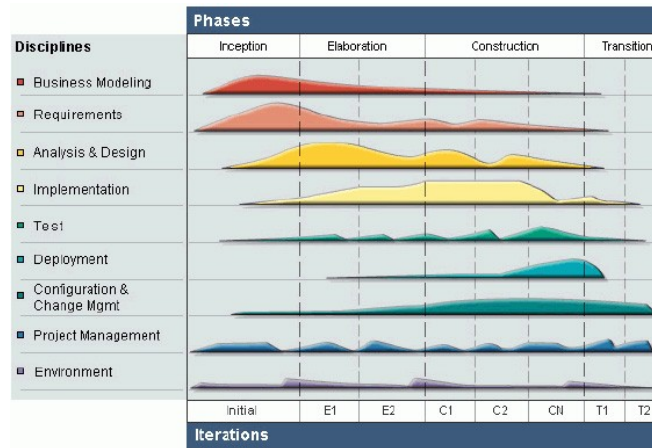 Phases
Disciplines
Inception
Elaboration
Construction
Transition
Business Modeling
Requirements
Analysis & Design
Implementation
Test
Deployment
Configuration &
Change Mgmt
Project Management
Environment
Initial
E1
E2
C1
C2
CN
T1
T2
Iterations